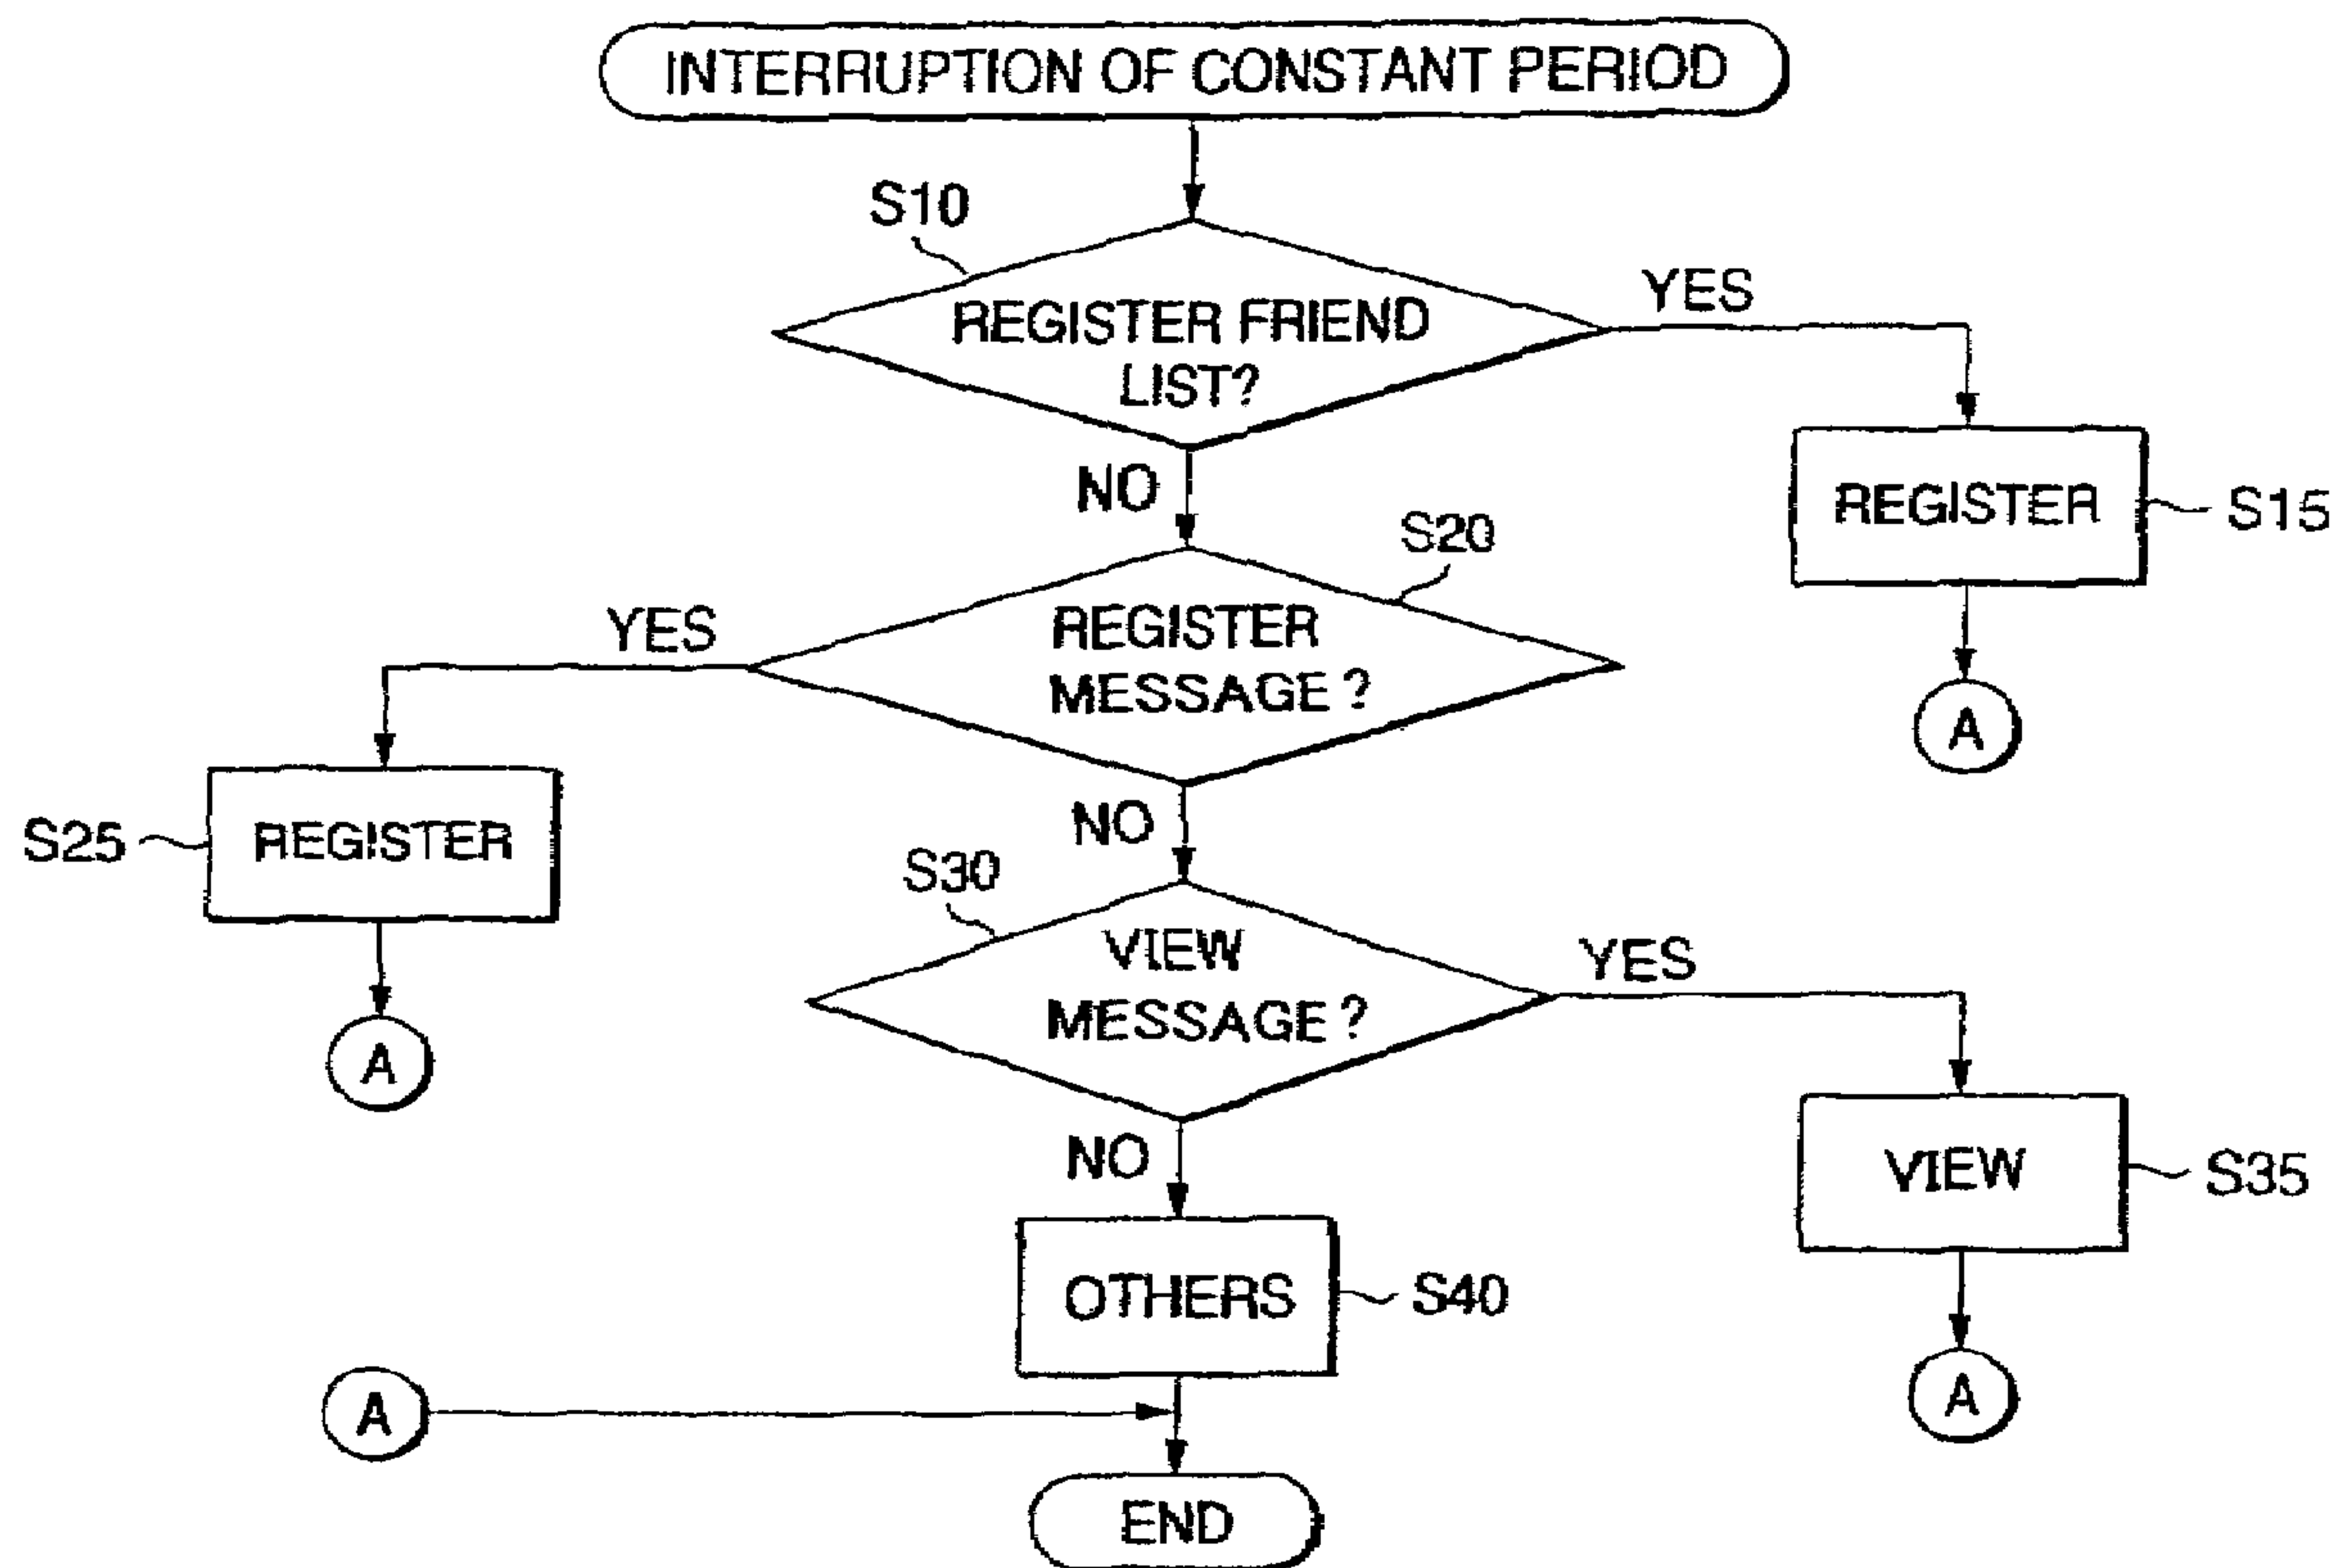 INTERRUPTION OF CONSTANT PERIOD
S10
REGISTER FRIEND
LIST?
YES
NO
REGISTER
S15
A
S20
REGISTER
MESSAGE?
YES
NO
S25
REGISTER
A
S30
VIEW
MESSAGE?
YES
NO
VIEW
S35
A
OTHERS
S40
A
END